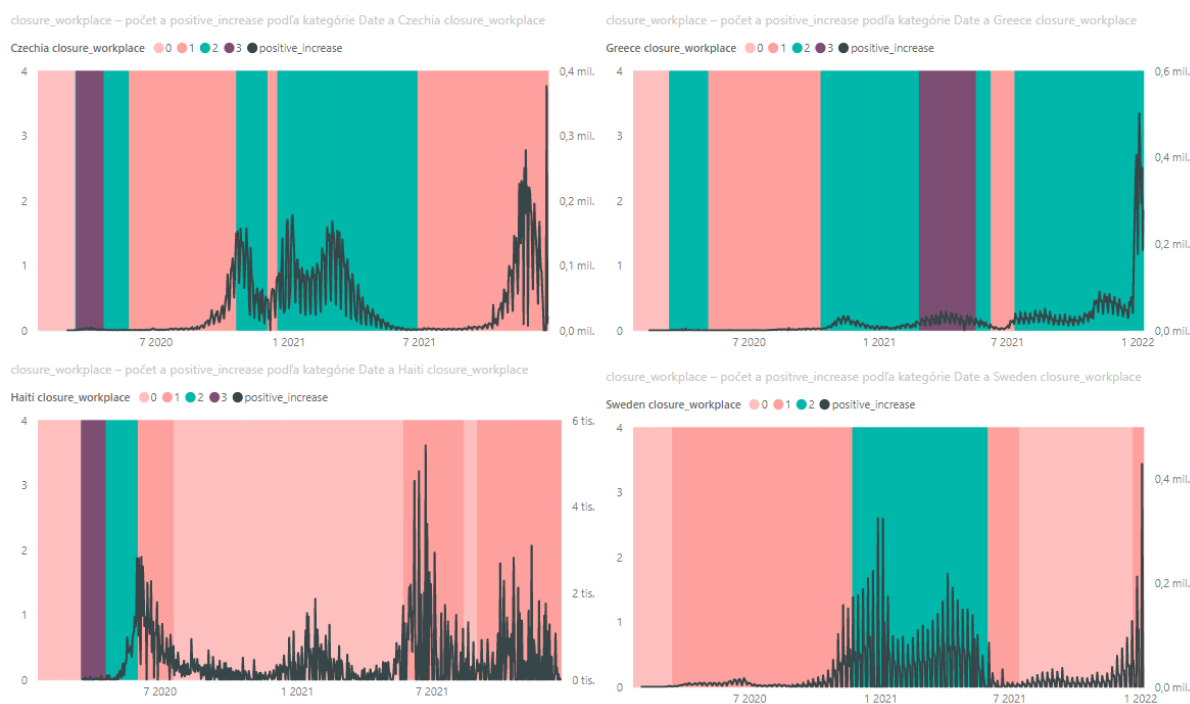 closure_workplace – počet a positive_increase podľa kategórie Date a Czechia closure_workplace
Czechia closure_workplace 0 1 2 3 positive_increase
4
3
2
1
0
0,4 mil.
0,3 mil.
0,2 mil.
0,1 mil.
0,0 mil.
7 2020
1 2021
7 2021
closure_workplace – počet a positive_increase podľa kategórie Date a Greece closure_workplace
Greece closure_workplace 0 1 2 3 positive_increase
4
3
2
1
0
0,6 mil.
0,4 mil.
0,2 mil.
0,0 mil.
7 2020
1 2021
7 2021
1 2022
closure_workplace – počet a positive_increase podľa kategórie Date a Haiti closure_workplace
Haiti closure_workplace 0 1 2 3 positive_increase
4
3
2
1
0
6 tis.
4 tis.
2 tis.
0 tis.
7 2020
1 2021
7 2021
closure_workplace – počet a positive_increase podľa kategórie Date a Sweden closure_workplace
Sweden closure_workplace 0 1 2 positive_increase
4
3
2
1
0
0,4 mil.
0,2 mil.
0,0 mil.
7 2020
1 2021
7 2021
1 2022